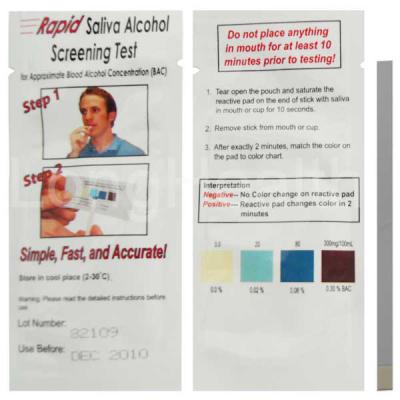 Rapid Saliva Alcohol
Screening Test
for Approximate Blood Alcohol Concentration (BAC)
Step 1
Step 2
Simple, Fast, and Accurate!
Store in cool place (2-30°C)
Warning: Please read the detailed instructions before
use.
Lot Number: 82109
Use Before: DEC 2010
Do not place anything
in mouth for at least 10
minutes prior to testing!
1. Tear open the pouch and saturate the
reactive pad on the end of stick with saliva
in mouth or cup for 10 seconds.
2. Remove stick from mouth or cup.
3. After exactly 2 minutes, match the color on
the pad to color chart.
Interpretation
Negative-- No Color change on reactive pad
Positive-- Reactive pad changes color in 2
minutes
0.0 20 80 300mg/100mL
0.0 % 0.02 % 0.08 % 0.30 % BAC